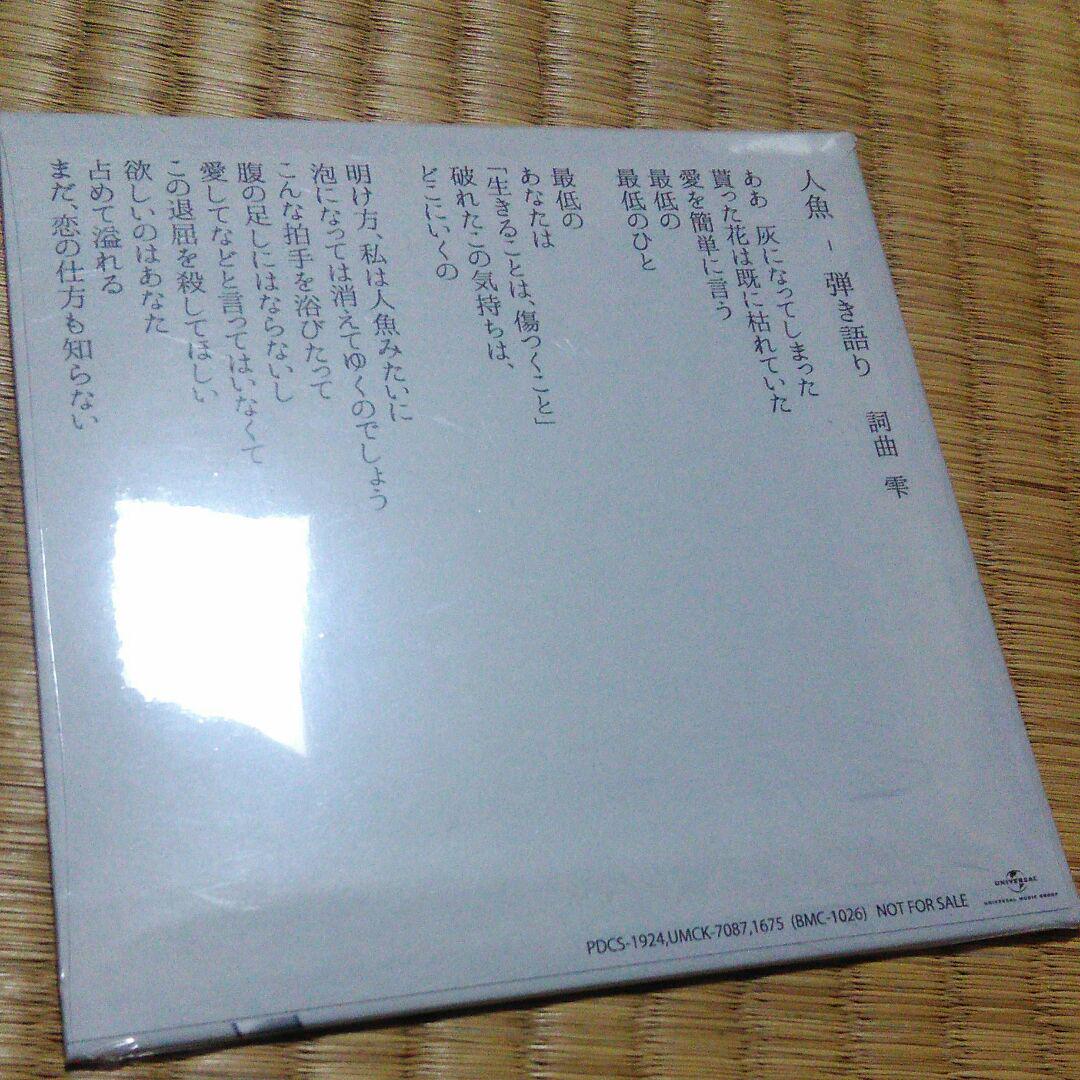 人魚 - 弾き語り 詞曲 雫
あぁ 灰になってしまった
貰った花は既に枯れていた
愛を簡単に言う
最低の
最低のひと
最低の
あなたは
「生きることは、傷つくこと」
破れたこの気持ちは、
どこにいくの
明け方、私は人魚みたいに
泡になっては消えてゆくのでしょう
こんな拍手を浴びたって
腹の足しにはならないし
愛してなどと言ってはいなくて
この退屈を殺してほしい
欲しいのはあなた
占めて溢れる
まだ、恋の仕方も知らない
PDCS-1924,UMCK-7087,1675 (BMC-1026) NOT FOR SALE
UNIVERSAL
UNIVERSAL MUSIC GROUP